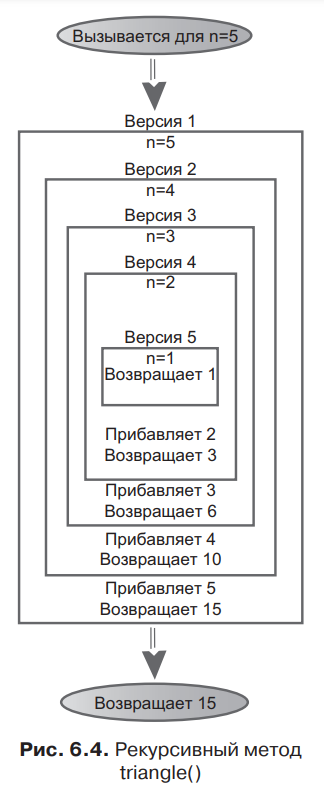 Вызывается для n=5
Версия 1
n=5
Версия 2
n=4
Версия 3
n=3
Версия 4
n=2
Версия 5
n=1
Возвращает 1
Прибавляет 2
Возвращает 3
Прибавляет 3
Возвращает 6
Прибавляет 4
Возвращает 10
Прибавляет 5
Возвращает 15
Возвращает 15
Рис. 6.4. Рекурсивный метод
triangle()